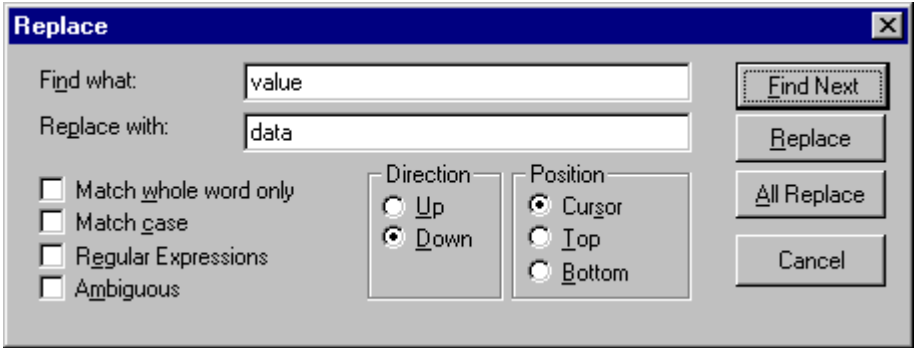 Replace
Find what: value
Replace with: data
Find Next
Replace
All Replace
Cancel
Match whole word only
Match case
Regular Expressions
Ambiguous
Direction
Up
Down
Position
Cursor
Top
Bottom